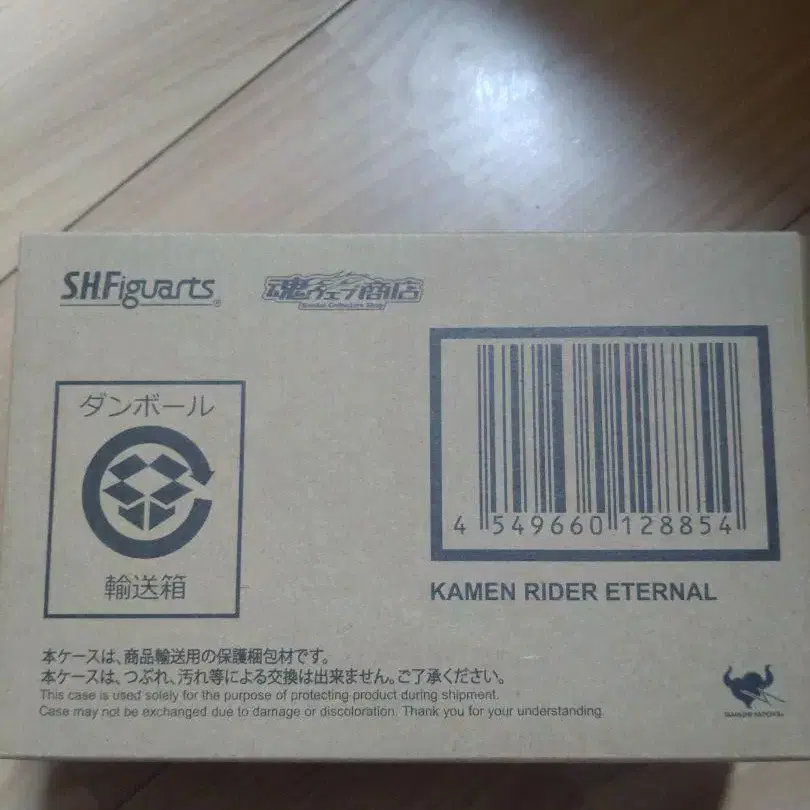 S.H.Figuarts
魂ウェブ商店
ダンボール
輸送箱
4 549660 128854
KAMEN RIDER ETERNAL
本ケースは、商品輸送用の保護梱包材です。
本ケースは、つぶれ、汚れ等による交換は出来ません。ご了承ください。
This case is used solely for the purpose of protecting product during shipment.
Case may not be exchanged due to damage or discoloration. Thank you for your understanding.